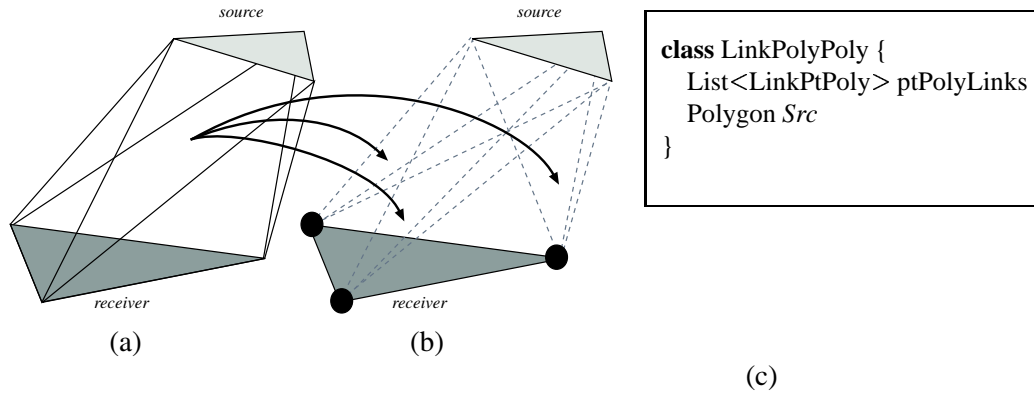 source
source
class LinkPolyPoly {
List<LinkPtPoly> ptPolyLinks
Polygon Src
}
receiver
receiver
(a)
(b)
(c)